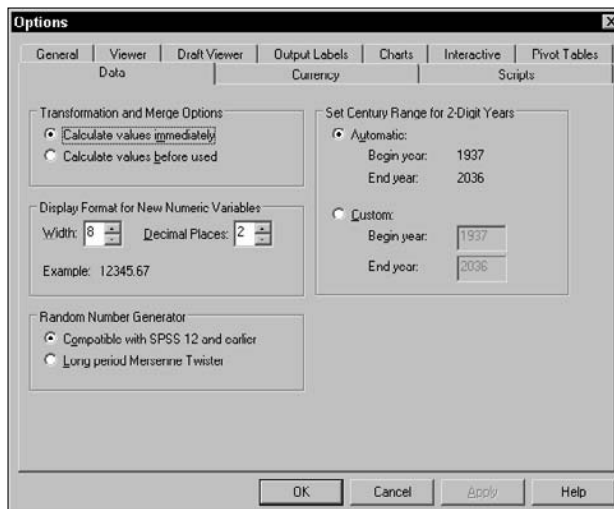 Options
General Viewer Draft Viewer Output Labels Charts Interactive Pivot Tables
Data Currency Scripts
Transformation and Merge Options
Calculate values immediately
Calculate values before used
Display Format for New Numeric Variables
Width: 8 Decimal Places: 2
Example: 12345.67
Random Number Generator
Compatible with SPSS 12 and earlier
Long period Mersenne Twister
Set Century Range for 2-Digit Years
Automatic:
Begin year: 1937
End year: 2036
Custom:
Begin year: 1937
End year: 2036
OK Cancel Apply Help